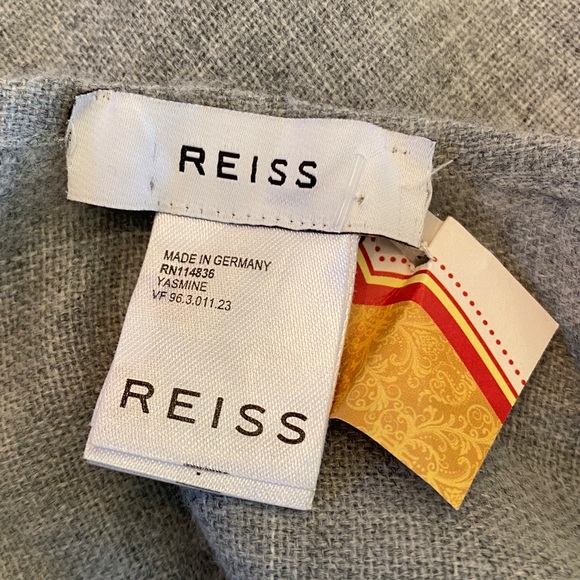 REISS
MADE IN GERMANY
RN114836
YASMINE
VF 96.3.011.23
REISS